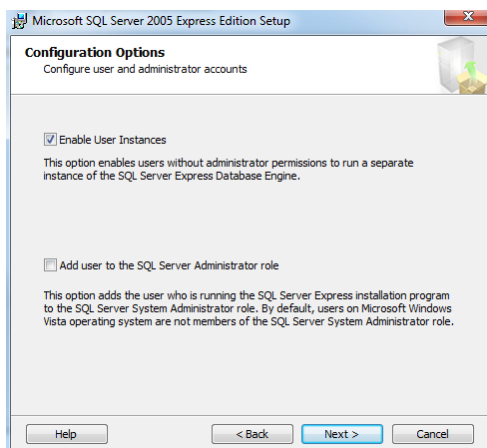 Microsoft SQL Server 2005 Express Edition Setup
Configuration Options
Configure user and administrator accounts
Enable User Instances
This option enables users without administrator permissions to run a separate
instance of the SQL Server Express Database Engine.
Add user to the SQL Server Administrator role
This option adds the user who is running the SQL Server Express installation program
to the SQL Server System Administrator role. By default, users on Microsoft Windows
Vista operating system are not members of the SQL Server System Administrator role.
Help
< Back
Next >
Cancel